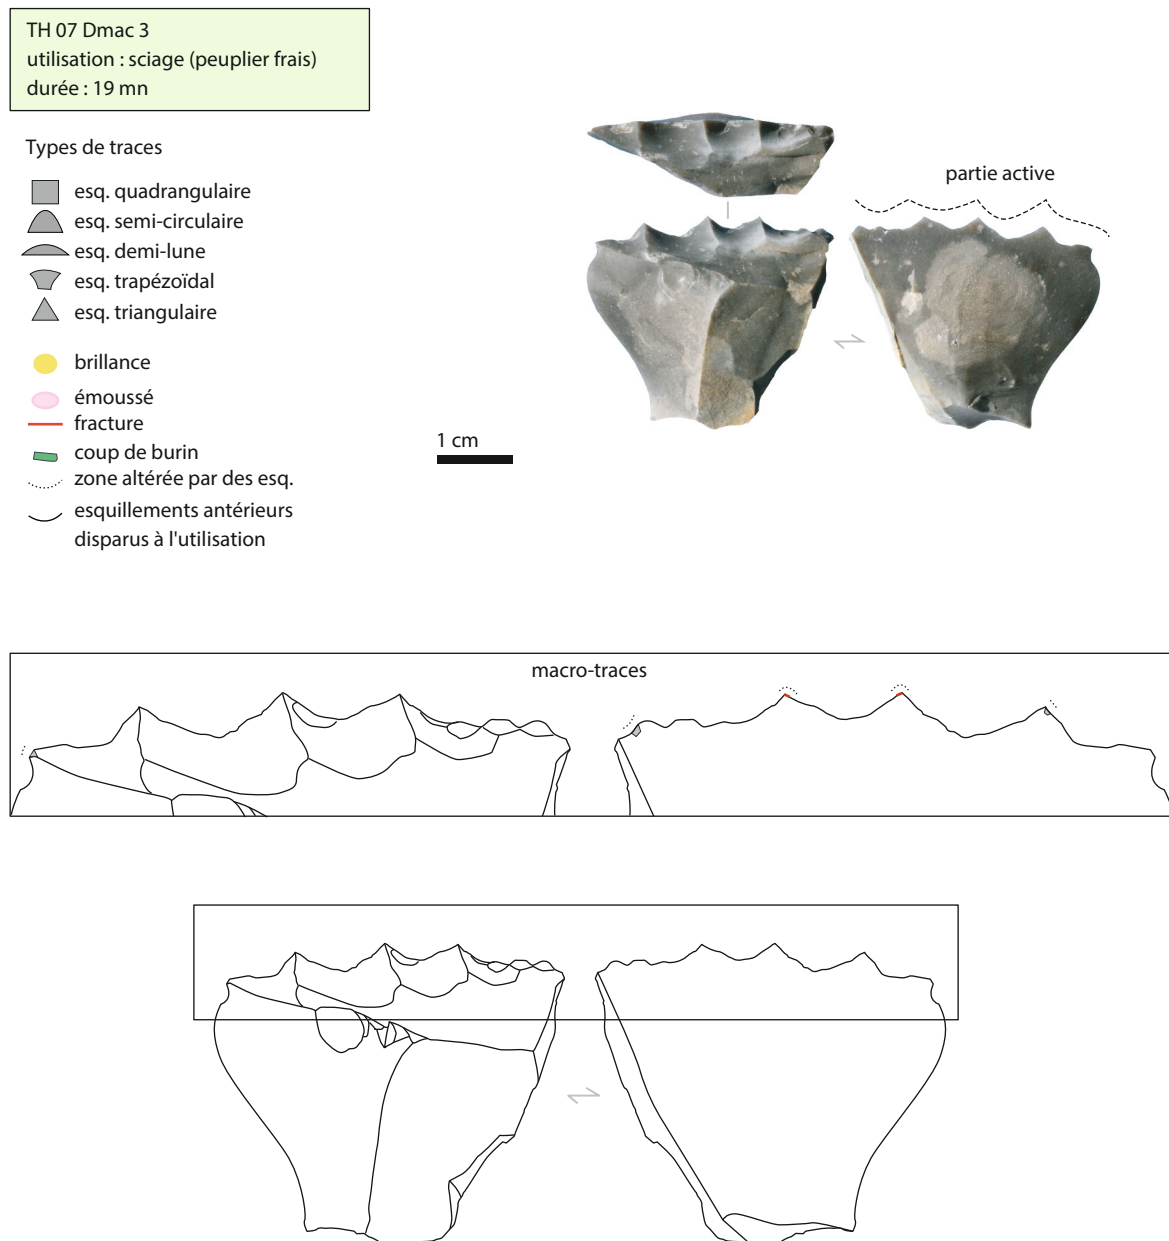 TH 07 Dmac 3
utilisation : sciage (peuplier frais)
durée : 19 mn
Types de traces
esq. quadrangulaire
esq. semi-circulaire
esq. demi-lune
esq. trapézoïdal
esq. triangulaire
brillance
émoussé
fracture
coup de burin
zone altérée par des esq.
esquillements antérieurs
disparus à l'utilisation
1 cm
partie active
macro-traces